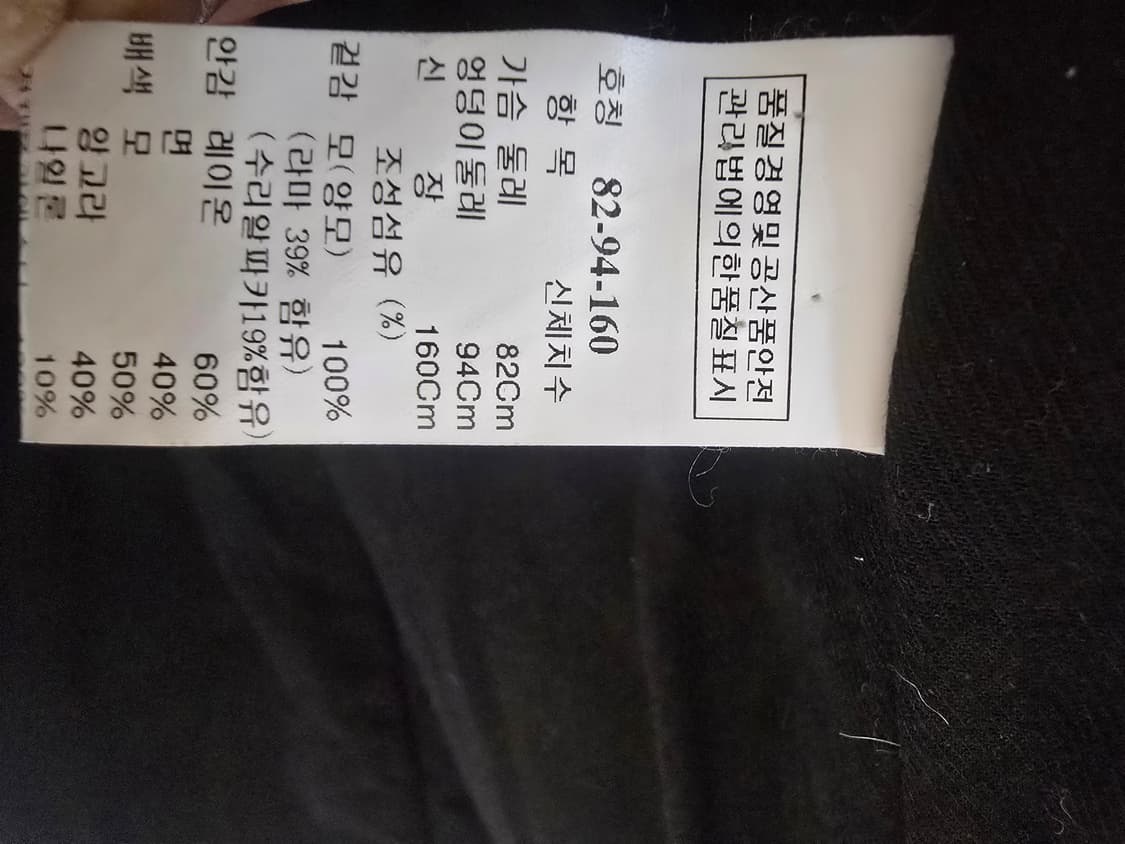 품질경영및공산품안전
관리법에의한품질표시
호칭 82-94-160
항 목 신체치수
가슴 둘레 82Cm
엉덩이둘레 94Cm
신 장 160Cm
조성섬유 (%)
겉감 모(양모) 100%
(라마 39% 함유)
(수리알파카19%함유)
안감 레이온 60%
면 40%
배색 모 50%
앙고라 40%
나일론 10%